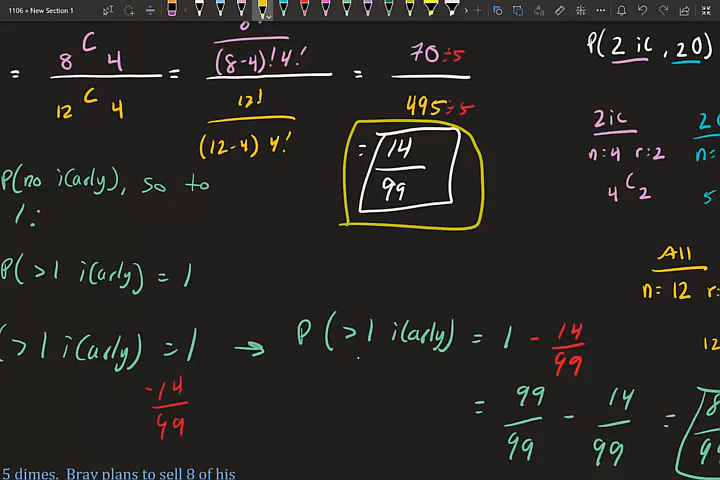 1106 • New Section 1
P(2 ic, 20)
= 8C4 / 12C4 = (8-4)!4! / 12! / (12-4) 4! = 70÷5 / 495÷5
= 14/99
2ic
n=4 r=2
4C2
5
P(no iCarly), so to
1:
All
n=12 r=
12
P(>1 iCarly) = 1
(>1 iCarly) = 1 → P(>1 iCarly) = 1 - 14/99
-14/99
= 99/99 - 14/99 =
5 dimes. Bray plans to sell 8 of his